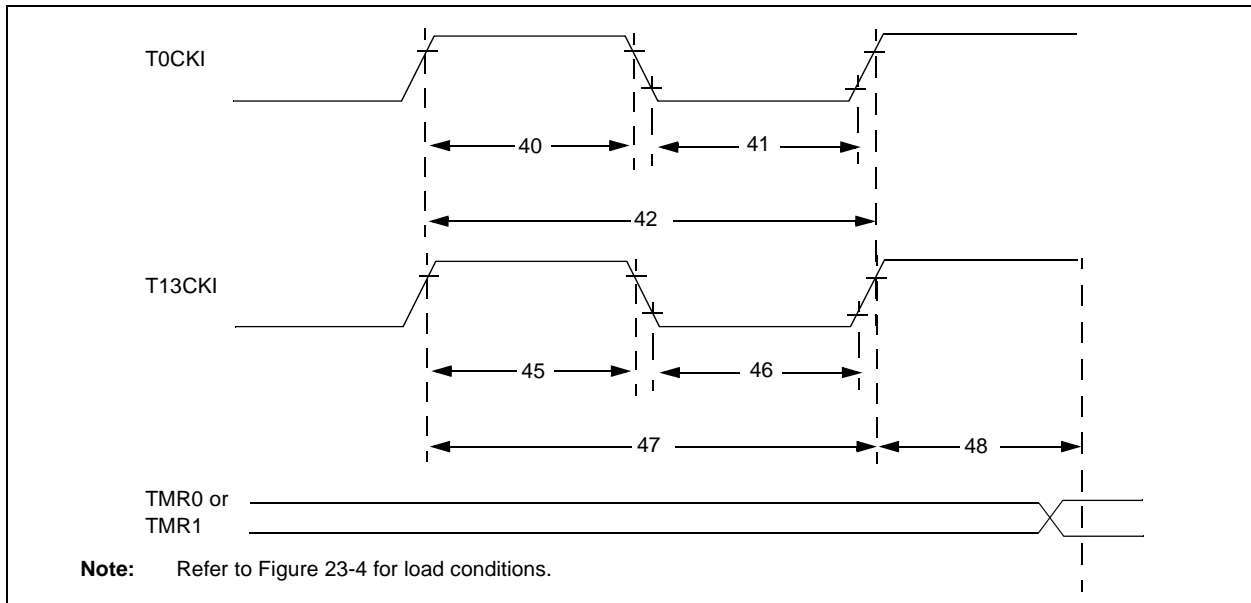 T0CKI
40
41
42
T13CKI
45
46
47
48
TMR0 or
TMR1
Note: Refer to Figure 23-4 for load conditions.